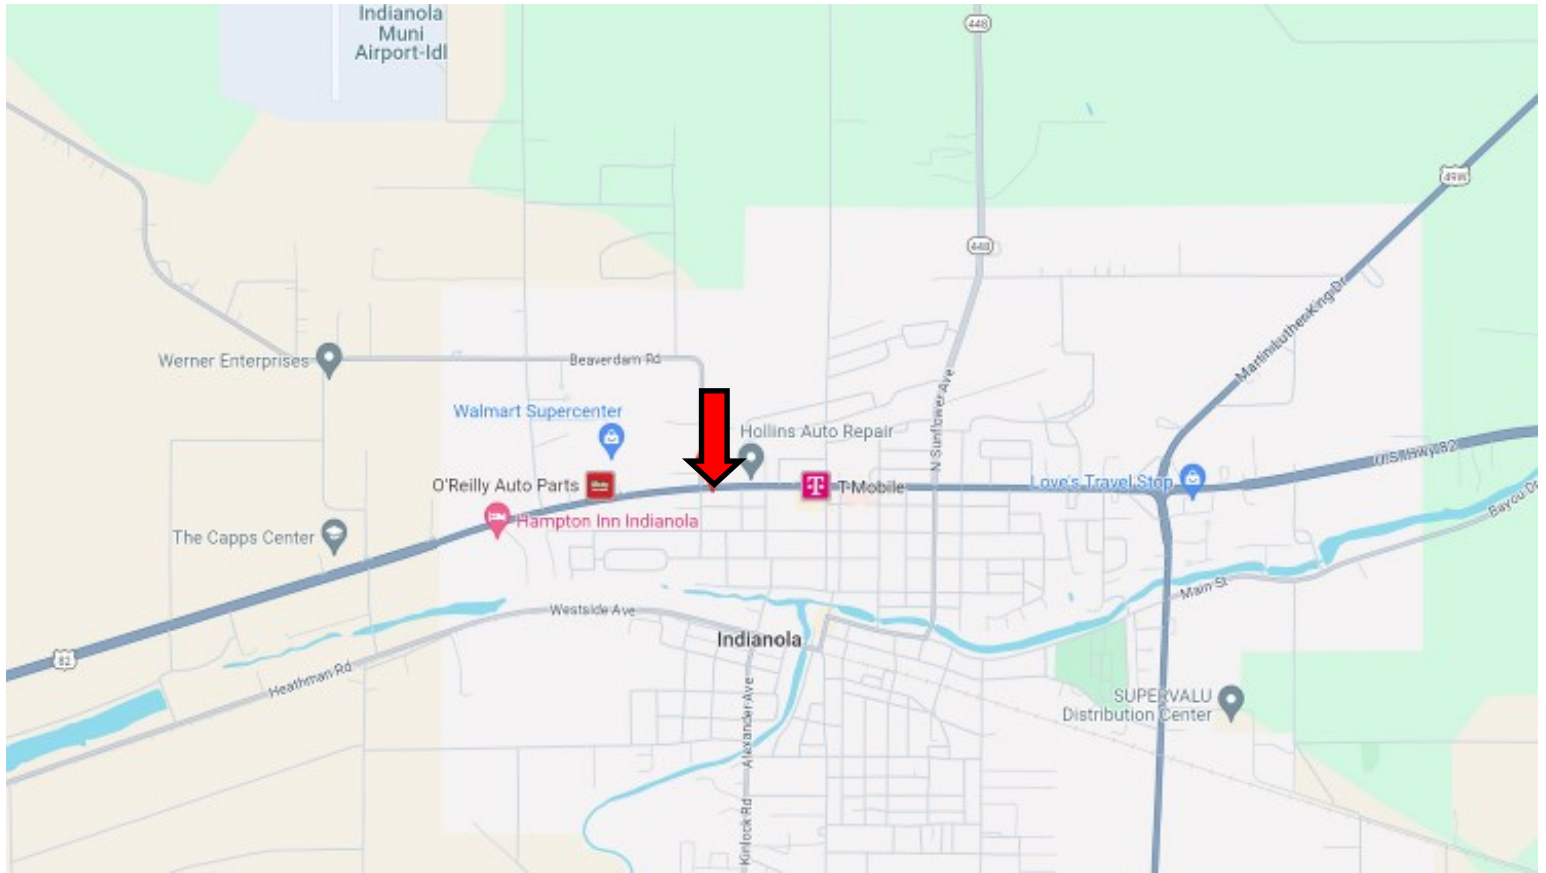 Indianola
Muni
Airport-Idl
448
49W
448
Martin Luther King Dr
Beaverdam Rd
Werner Enterprises
N Sunflower Ave
Walmart Supercenter
Hollins Auto Repair
U.S. Hwy 82
O'Reilly Auto Parts
T-Mobile
Love's Travel Stop
Hampton Inn Indianola
Bayou Dr
The Capps Center
Main St
Westside Ave
Indianola
82
Heathman Rd
SUPERVALU
Distribution Center
Alexander Ave
Kinlock Rd